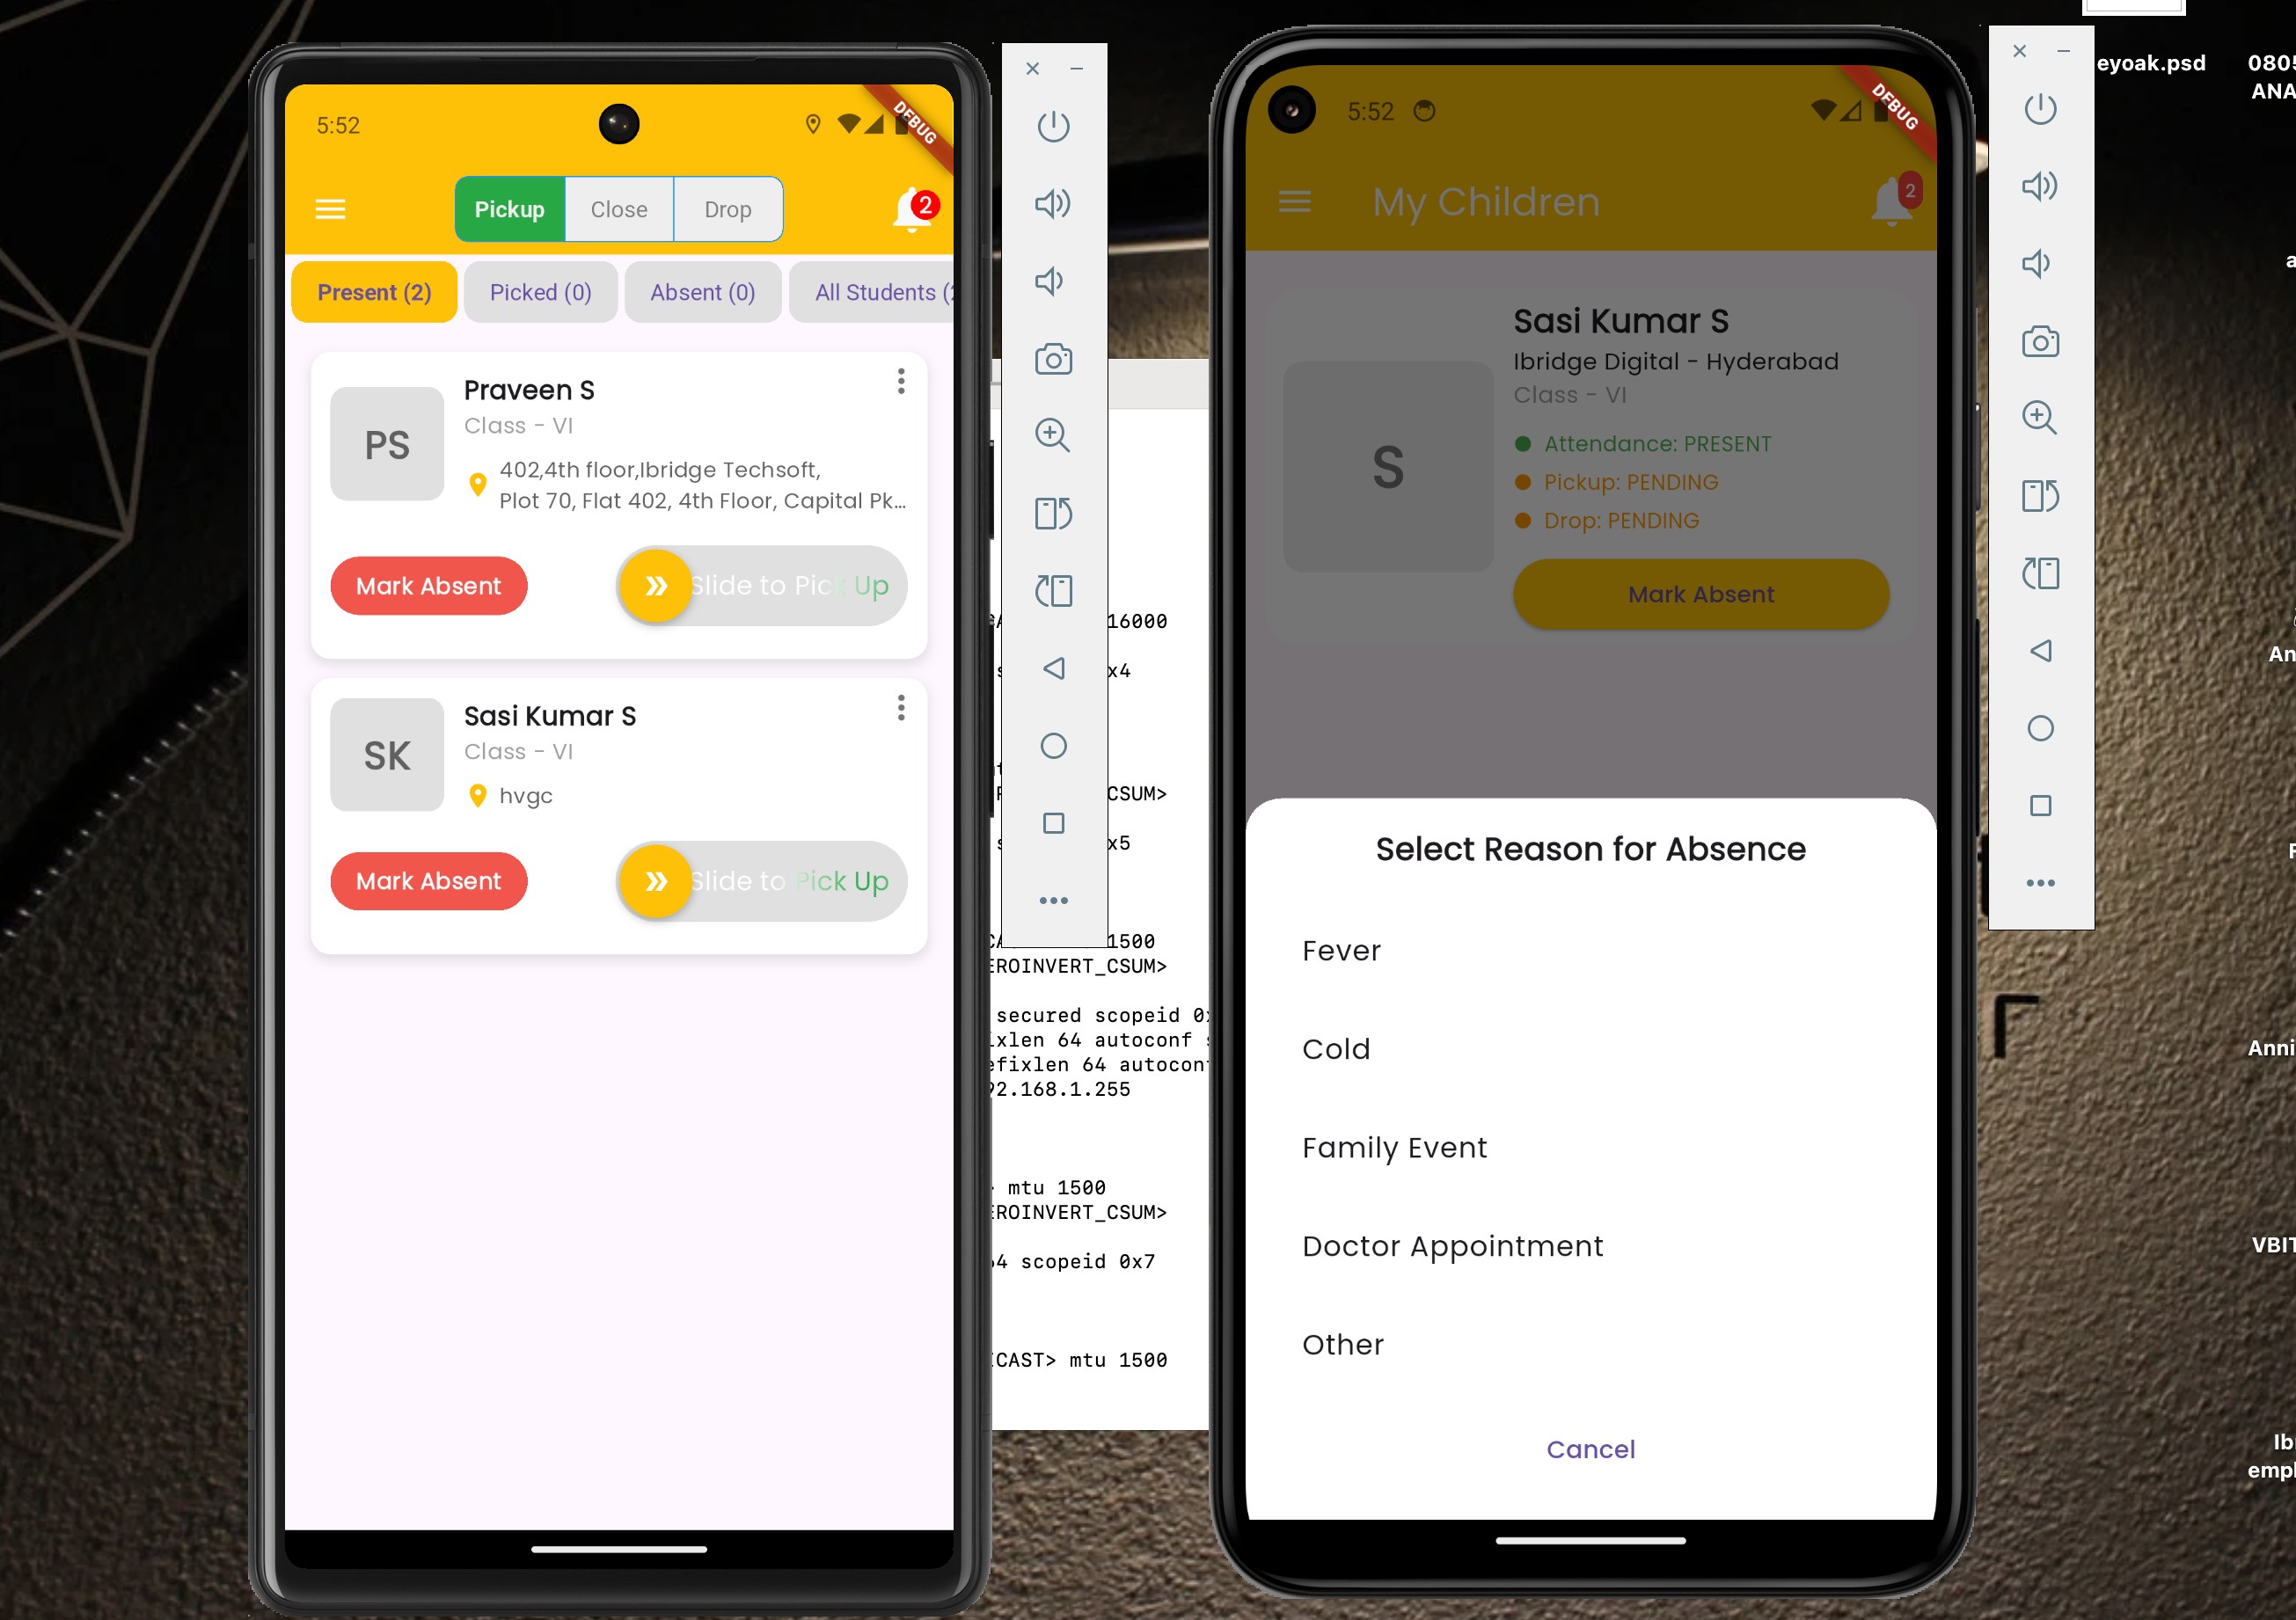 5:52
DEBUG
Pickup
Close
Drop
2
Present (2)
Picked (0)
Absent (0)
All Students (2
PS
Praveen S
Class - VI
402,4th floor,Ibridge Techsoft,
Plot 70, Flat 402, 4th Floor, Capital Pk...
Mark Absent
Slide to Pick Up
SK
Sasi Kumar S
Class - VI
hvgc
Mark Absent
Slide to Pick Up
16000
x4
CSUM>
x5
1500
EROINVERT_CSUM>
secured scopeid 0x
ixlen 64 autoconf s
efixlen 64 autoconf
92.168.1.255
mtu 1500
EROINVERT_CSUM>
64 scopeid 0x7
CAST> mtu 1500
5:52
DEBUG
My Children
2
Sasi Kumar S
Ibridge Digital - Hyderabad
Class - VI
S
Attendance: PRESENT
Pickup: PENDING
Drop: PENDING
Mark Absent
Select Reason for Absence
Fever
Cold
Family Event
Doctor Appointment
Other
Cancel
eyoak.psd
0805
ANA
a
An
Anni
VBIT
Ib
empl